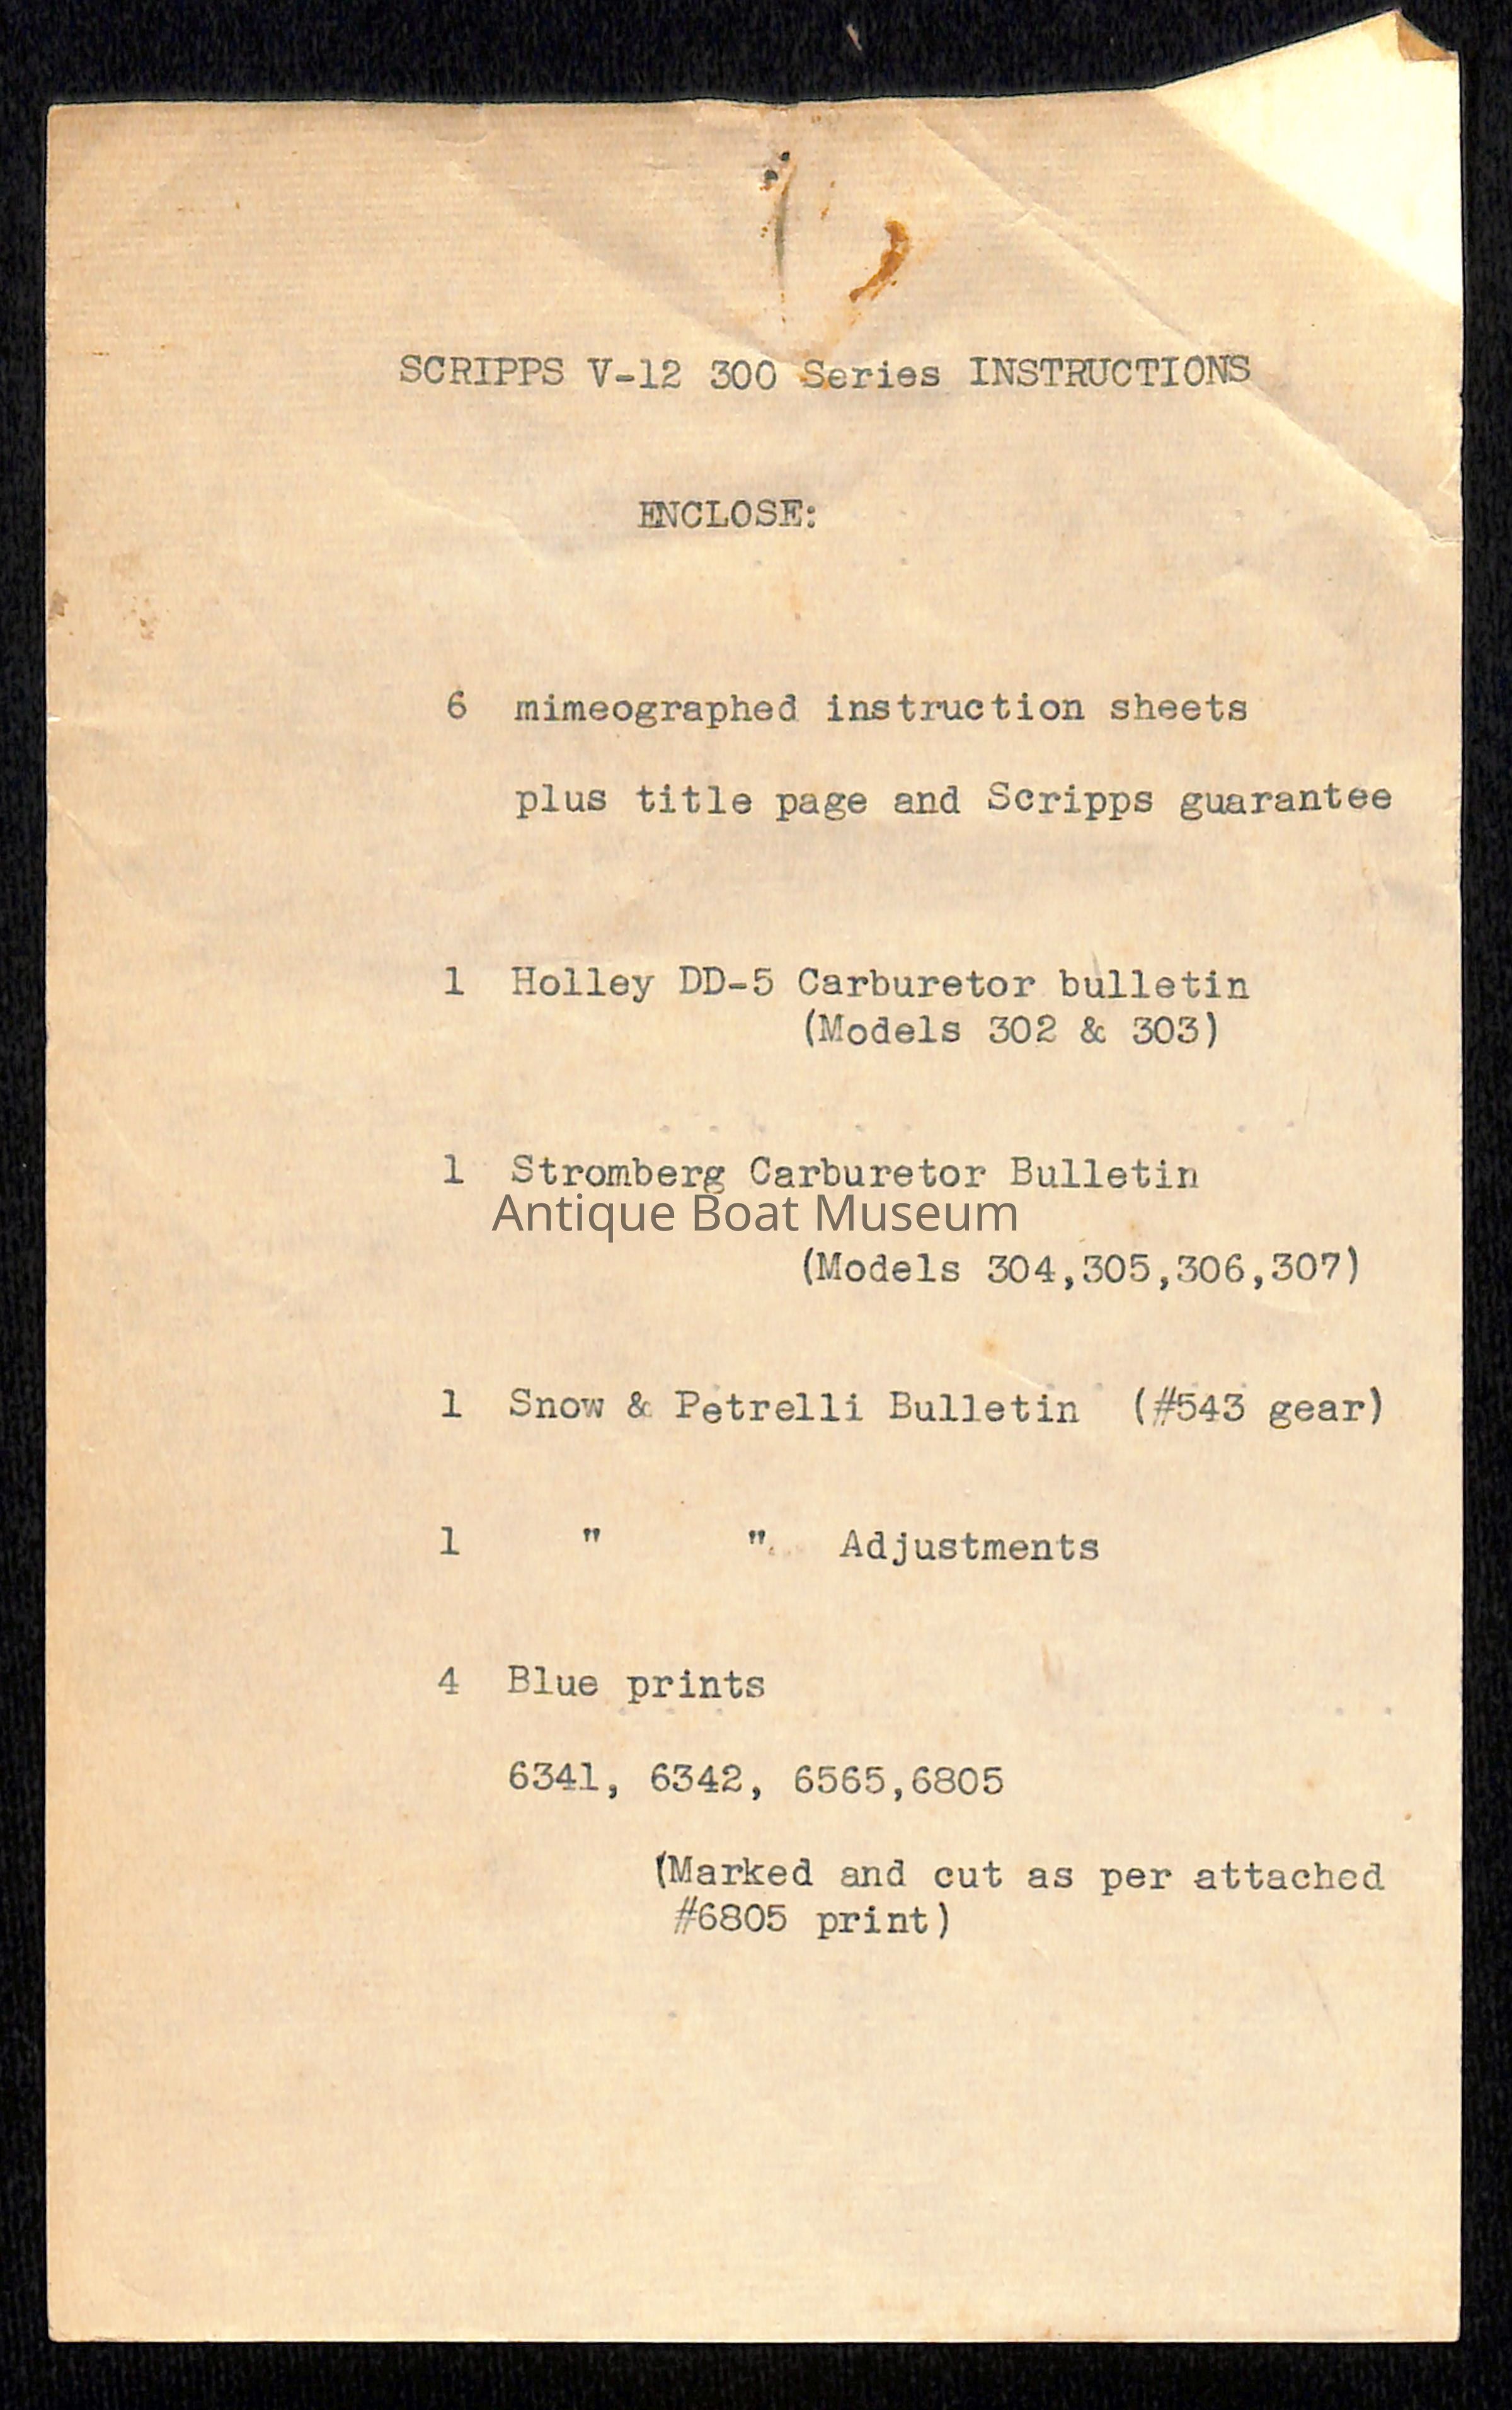 SCRIPPS V-12 300 Series INSTRUCTIONS
ENCLOSE:
6 mimeographed instruction sheets
plus title page and Scripps guarantee
1 Holley DD-5 Carburetor bulletin
(Models 302 & 303)
1 Stromberg Carburetor Bulletin
Antique Boat Museum
(Models 304,305,306,307)
1 Snow & Petrelli Bulletin (#543 gear)
1 " " Adjustments
4 Blue prints
6341, 6342, 6565,6805
(Marked and cut as per attached
#6805 print)